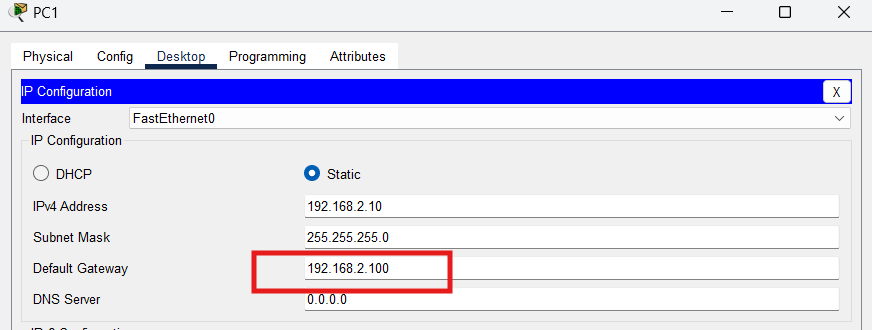 PC1
Physical Config Desktop Programming Attributes
IP Configuration X
Interface FastEthernet0
IP Configuration
DHCP Static
IPv4 Address 192.168.2.10
Subnet Mask 255.255.255.0
Default Gateway 192.168.2.100
DNS Server 0.0.0.0